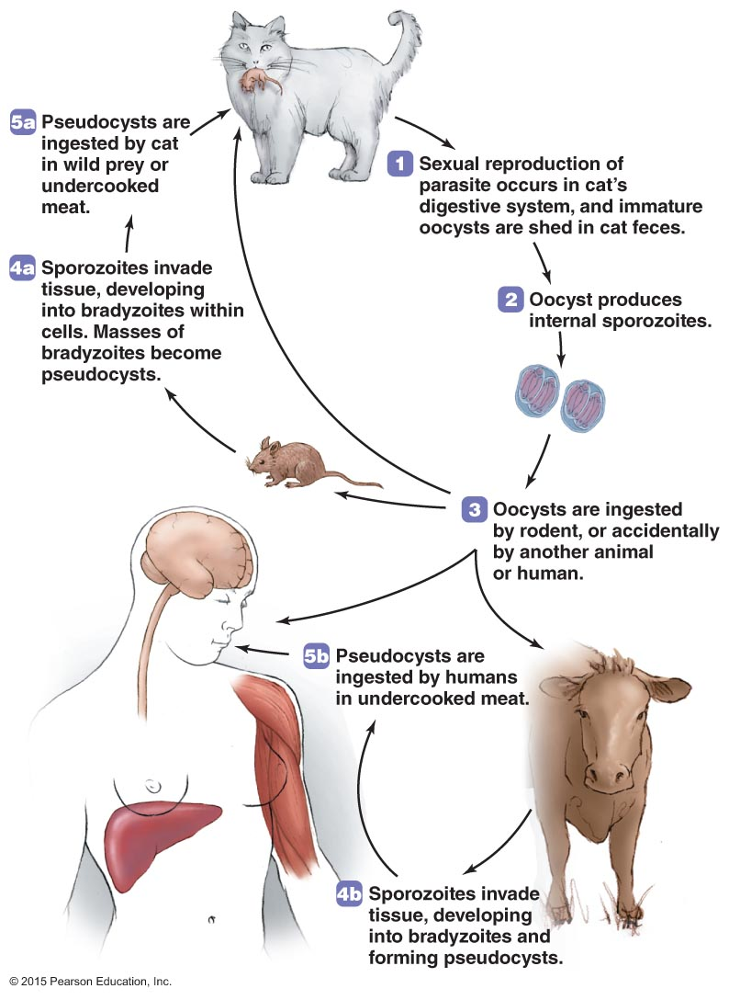 1 Sexual reproduction of
parasite occurs in cat's
digestive system, and immature
oocysts are shed in cat feces.
2 Oocyst produces
internal sporozoites.
3 Oocysts are ingested
by rodent, or accidentally
by another animal
or human.
4a Sporozoites invade
tissue, developing
into bradyzoites within
cells. Masses of
bradyzoites become
pseudocysts.
5a Pseudocysts are
ingested by cat
in wild prey or
undercooked
meat.
4b Sporozoites invade
tissue, developing
into bradyzoites and
forming pseudocysts.
5b Pseudocysts are
ingested by humans
in undercooked meat.
© 2015 Pearson Education, Inc.